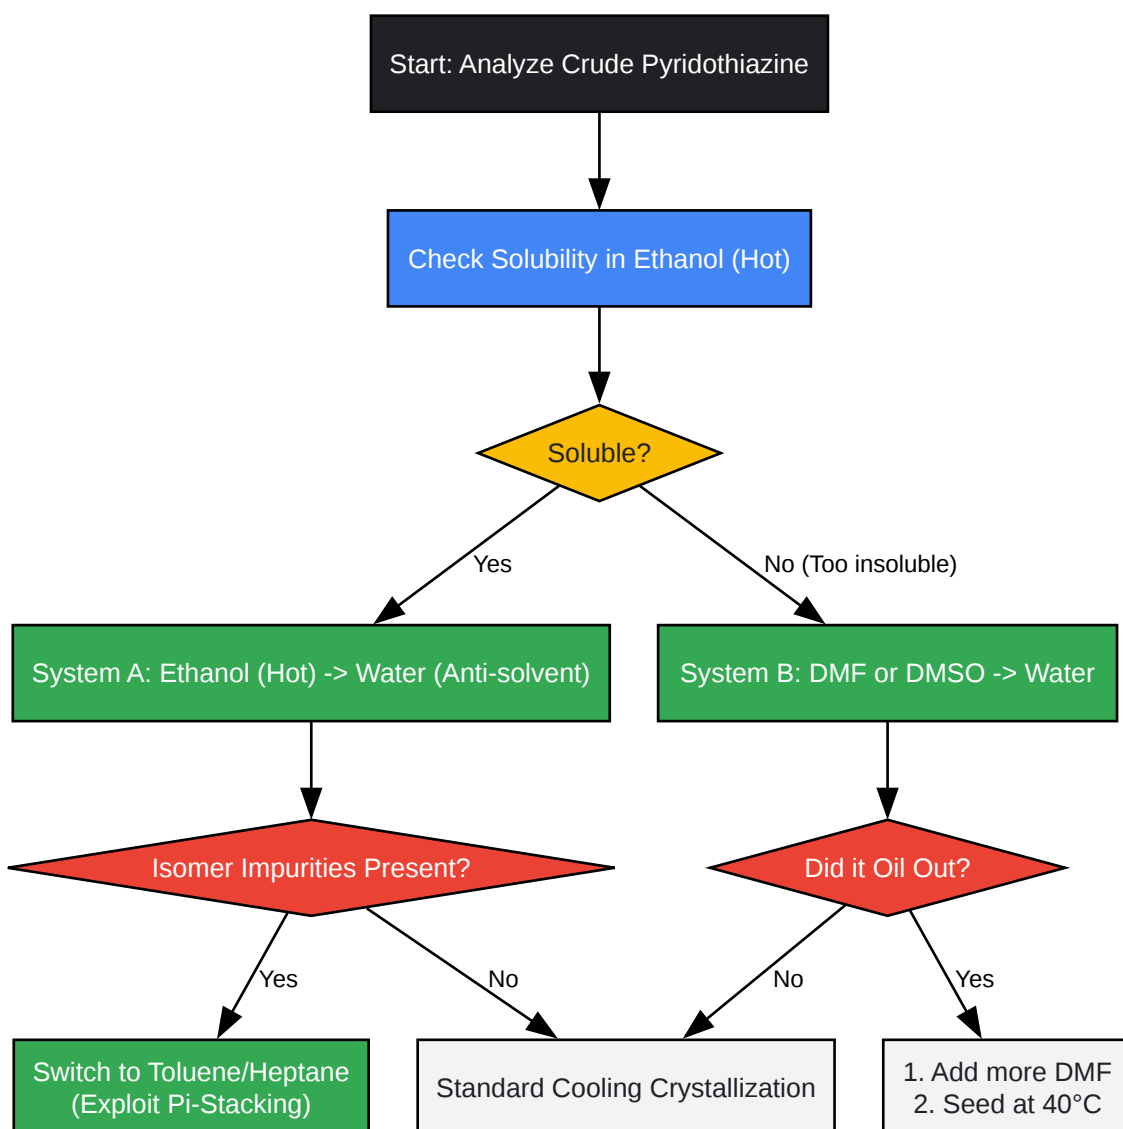 Start: Analyze Crude Pyridothiazine
Check Solubility in Ethanol (Hot)
Soluble?
Yes
No (Too insoluble)
System A: Ethanol (Hot) -> Water (Anti-solvent)
System B: DMF or DMSO -> Water
Isomer Impurities Present?
Did it Oil Out?
Yes
No
No
Yes
Switch to Toluene/Heptane
(Exploit Pi-Stacking)
Standard Cooling Crystallization
1. Add more DMF
2. Seed at 40°C